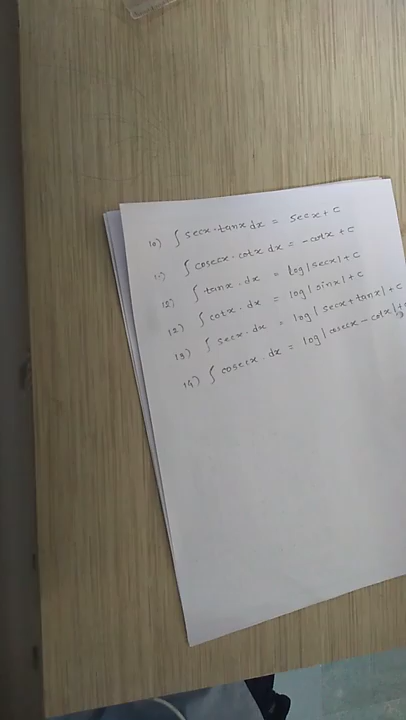 10) ∫ secx·tanx dx = secx + c
11) ∫ cosecx·cotx dx = -cotx + c
12) ∫ tanx·dx = log|secx| + c
12) ∫ cotx·dx = log|sinx| + c
13) ∫ secx·dx = log|secx + tanx| + c
14) ∫ cosecx·dx = log|cosecx - cotx| + c